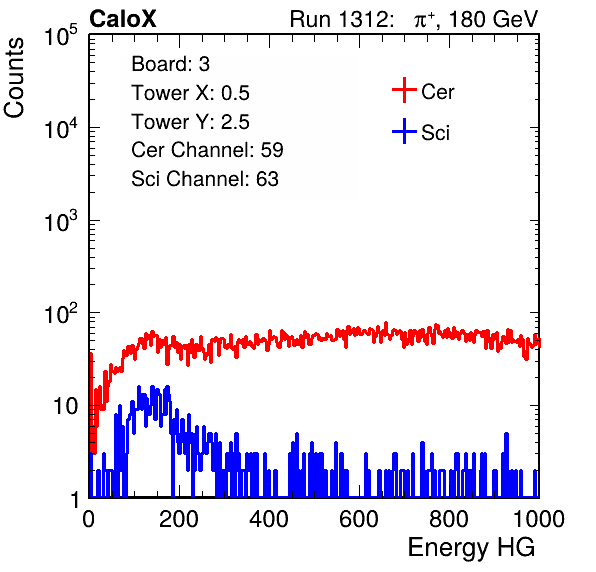 CaloX Run 1312: π⁺, 180 GeV
Counts
10⁵
10⁴
10³
10²
10
1
Board: 3
Tower X: 0.5
Tower Y: 2.5
Cer Channel: 59
Sci Channel: 63
Cer
Sci
0 200 400 600 800 1000
Energy HG